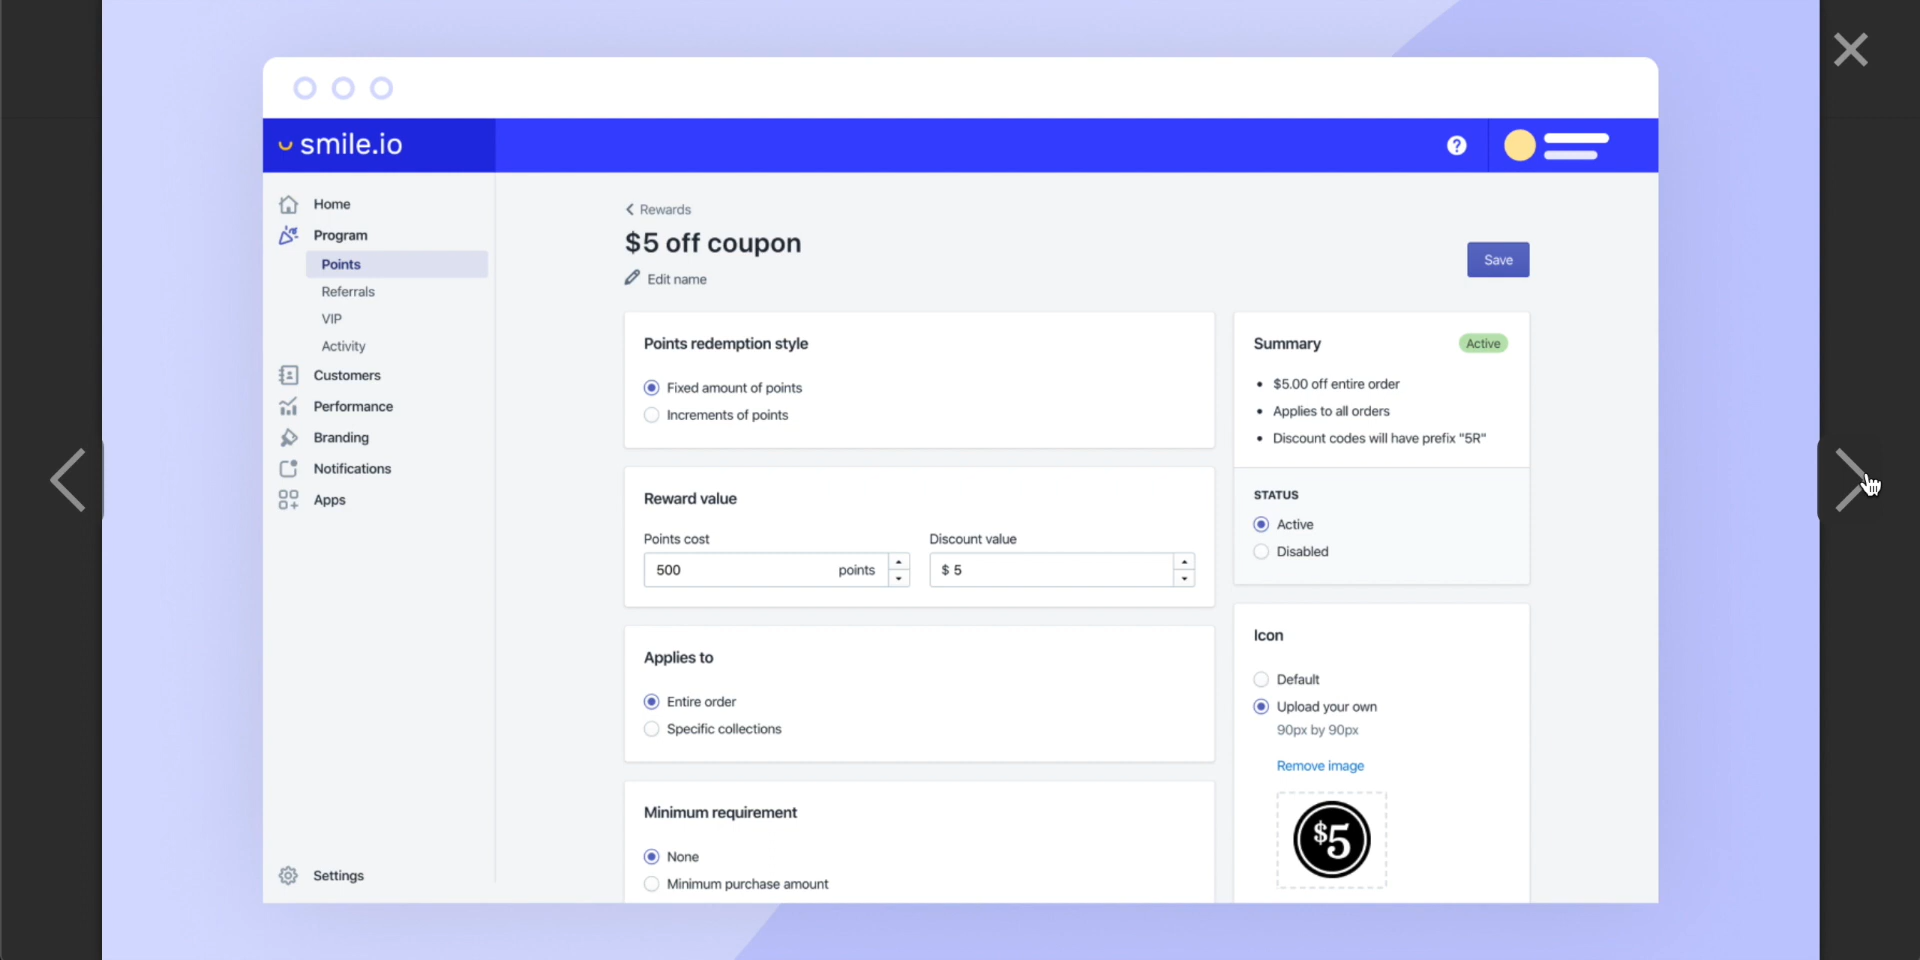 smile.io
?
Home
Program
Points
Referrals
VIP
Activity
Customers
Performance
Branding
Notifications
Apps
Settings
Rewards
$5 off coupon
Edit name
Save
Points redemption style
Fixed amount of points
Increments of points
Reward value
Points cost
500 points
Discount value
$ 5
Applies to
Entire order
Specific collections
Minimum requirement
None
Minimum purchase amount
Summary
Active
• $5.00 off entire order
• Applies to all orders
• Discount codes will have prefix "5R"
STATUS
Active
Disabled
Icon
Default
Upload your own
90px by 90px
Remove image
$5